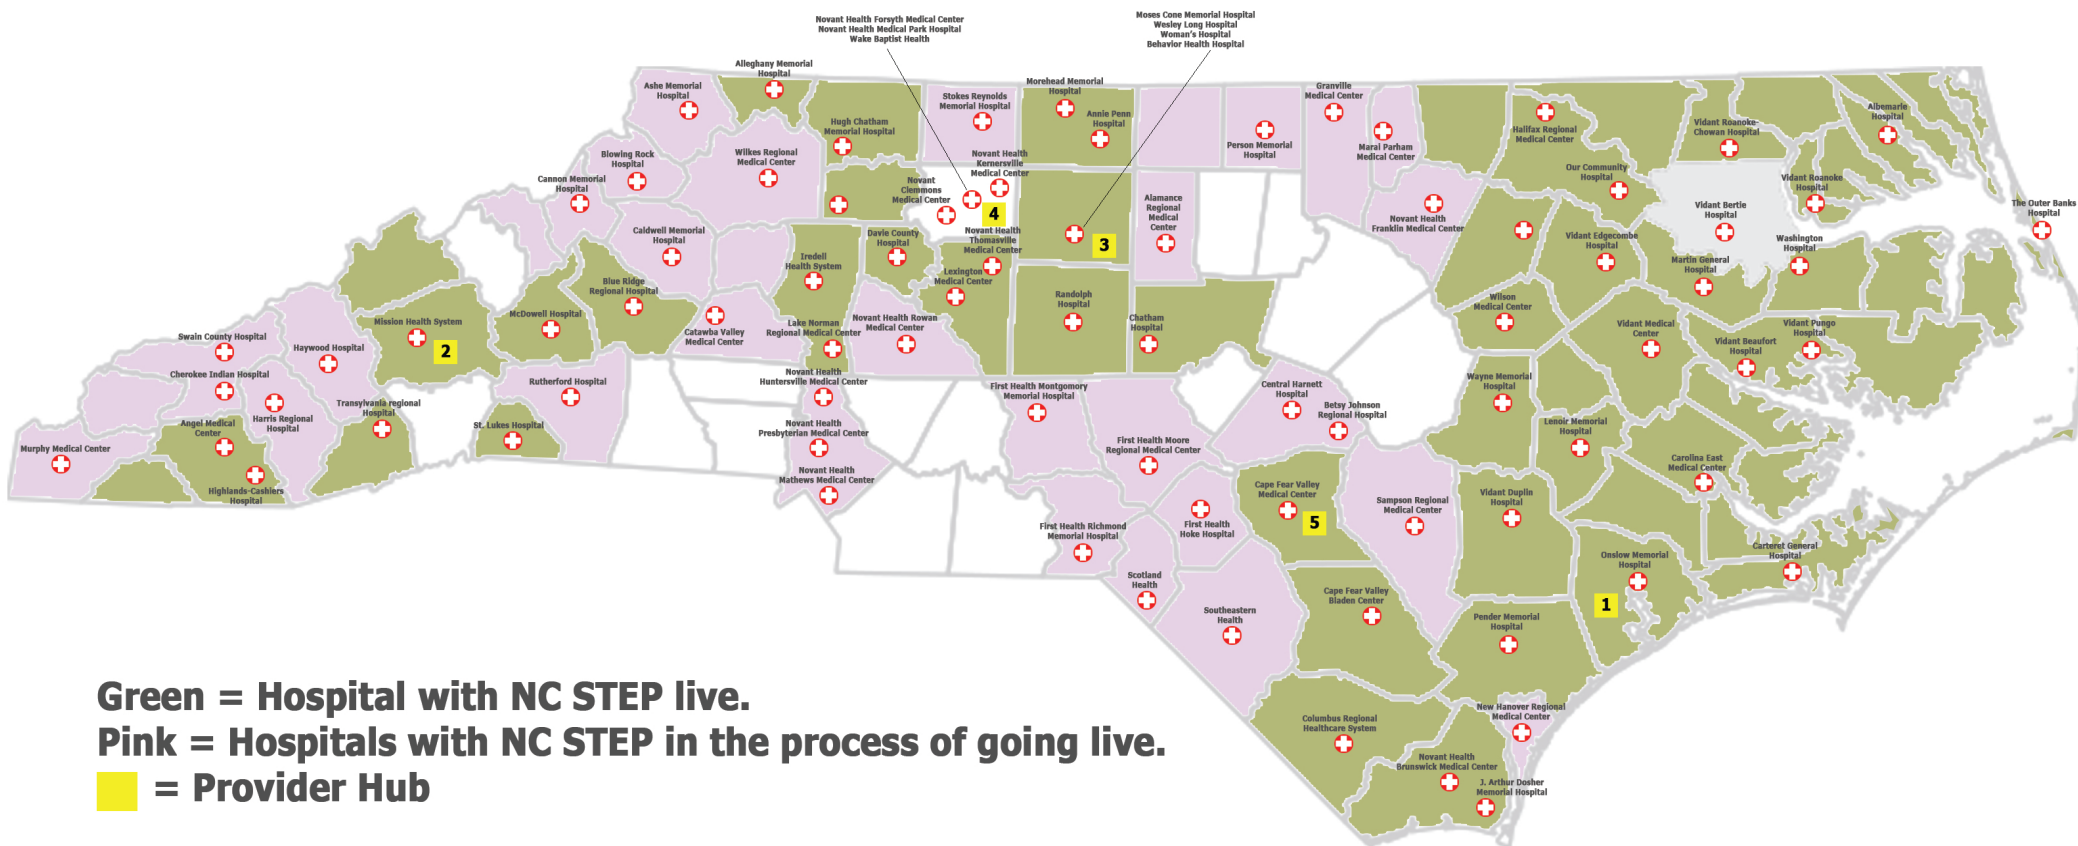 Novant Health Forsyth Medical Center
Novant Health Medical Park Hospital
Wake Baptist Health
Moses Cone Memorial Hospital
Wesley Long Hospital
Woman's Hospital
Behavior Health Hospital
Alleghany Memorial
Hospital
Ashe Memorial
Hospital
Hugh Chatham
Memorial Hospital
Stokes Reynolds
Memorial Hospital
Morehead Memorial
Hospital
Annie Penn
Hospital
Person Memorial
Hospital
Granville
Medical Center
Maral Parham
Medical Center
Halifax Regional
Medical Center
Vidant Roanoke-
Chowan Hospital
Albemarle
Hospital
Blowing Rock
Hospital
Wilkes Regional
Medical Center
Cannon Memorial
Hospital
Novant
Clemmons
Medical Center
Novant Health
Kernersville
Medical Center
4
Novant Health
Thomasville
Medical Center
3
Alamance
Regional
Medical
Center
Novant Health
Franklin Medical Center
Our Community
Hospital
Vidant Roanoke
Hospital
Vidant Bertie
Hospital
The Outer Banks
Hospital
Caldwell Memorial
Hospital
Davie County
Hospital
Iredell
Health System
Lexington
Medical Center
Vidant Edgecombe
Hospital
Washington
Hospital
Martin General
Hospital
Blue Ridge
Regional Hospital
McDowell Hospital
Mission Health System
2
Catawba Valley
Medical Center
Lake Norman
Regional Medical Center
Novant Health Rowan
Medical Center
Randolph
Hospital
Chatham
Hospital
Wilson
Medical Center
Vidant Medical
Center
Vidant Pungo
Hospital
Vidant Beaufort
Hospital
Swain County Hospital
Haywood Hospital
Cherokee Indian Hospital
Harris Regional
Hospital
Transylvania regional
Hospital
Rutherford Hospital
Novant Health
Huntersville Medical Center
First Health Montgomory
Memorial Hospital
Central Harnett
Hospital
Betsy Johnson
Regional Hospital
Wayne Memorial
Hospital
Angel Medical
Center
St. Lukes Hospital
Novant Health
Presbyterian Medical Center
First Health Moore
Regional Medical Center
Lenoir Memorial
Hospital
Carolina East
Medical Center
Murphy Medical Center
Highlands-Cashiers
Hospital
Novant Health
Mathews Medical Center
Cape Fear Valley
Medical Center
5
Sampson Regional
Medical Center
Vidant Duplin
Hospital
First Health Richmond
Memorial Hospital
First Health
Hoke Hospital
Onslow Memorial
Hospital
1
Carteret General
Hospital
Scotland
Health
Southeastern
Health
Cape Fear Valley
Bladen Center
Pender Memorial
Hospital
New Hanover Regional
Medical Center
Columbus Regional
Healthcare System
Novant Health
Brunswick Medical Center
J. Arthur Dosher
Memorial Hospital
Green = Hospital with NC STEP live.
Pink = Hospitals with NC STEP in the process of going live.
= Provider Hub